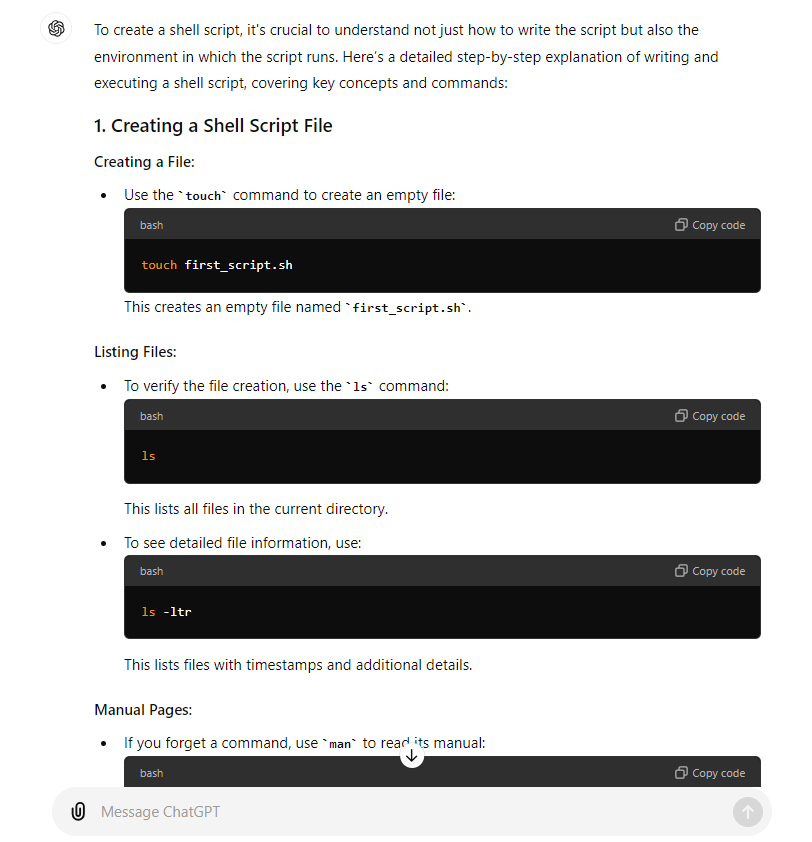 To create a shell script, it's crucial to understand not just how to write the script but also the
environment in which the script runs. Here's a detailed step-by-step explanation of writing and
executing a shell script, covering key concepts and commands:
1. Creating a Shell Script File
Creating a File:
• Use the `touch` command to create an empty file:
bash Copy code
touch first_script.sh
This creates an empty file named `first_script.sh`.
Listing Files:
• To verify the file creation, use the `ls` command:
bash Copy code
ls
This lists all files in the current directory.
• To see detailed file information, use:
bash Copy code
ls -ltr
This lists files with timestamps and additional details.
Manual Pages:
• If you forget a command, use `man` to read its manual:
bash Copy code
Message ChatGPT